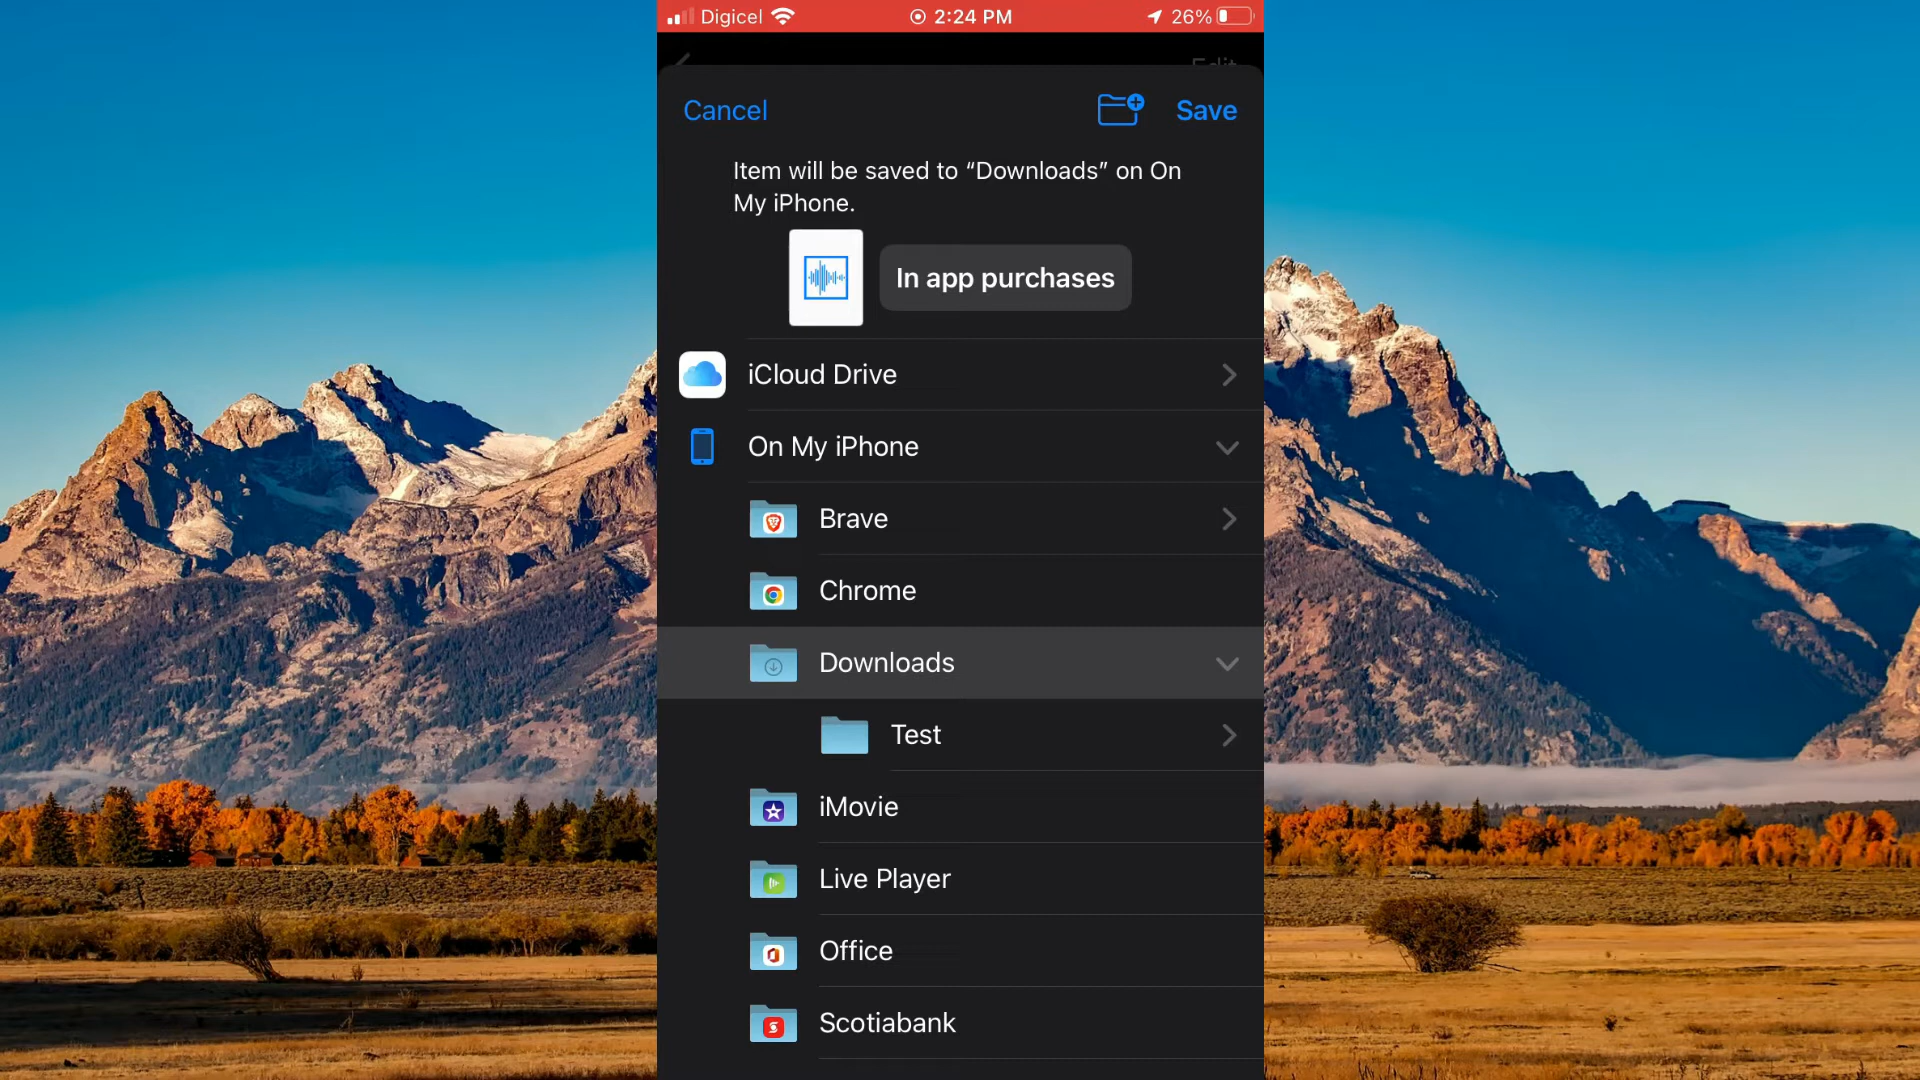 Digicel 2:24 PM 26%
Edit
Cancel Save
Item will be saved to “Downloads” on On
My iPhone.
In app purchases
iCloud Drive
On My iPhone
Brave
Chrome
Downloads
Test
iMovie
Live Player
Office
Scotiabank